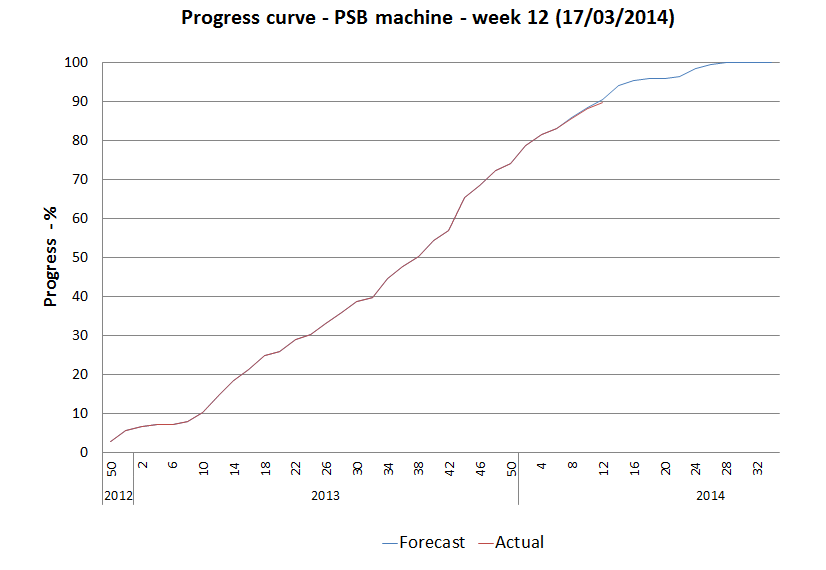 Progress curve - PSB machine - week 12 (17/03/2014)
100
90
80
70
60
50
40
30
20
10
0
Progress - %
50 2 6 10 14 18 22 26 30 34 38 42 46 50 4 8 12 16 20 24 28 32
2012 2013 2014
Forecast Actual